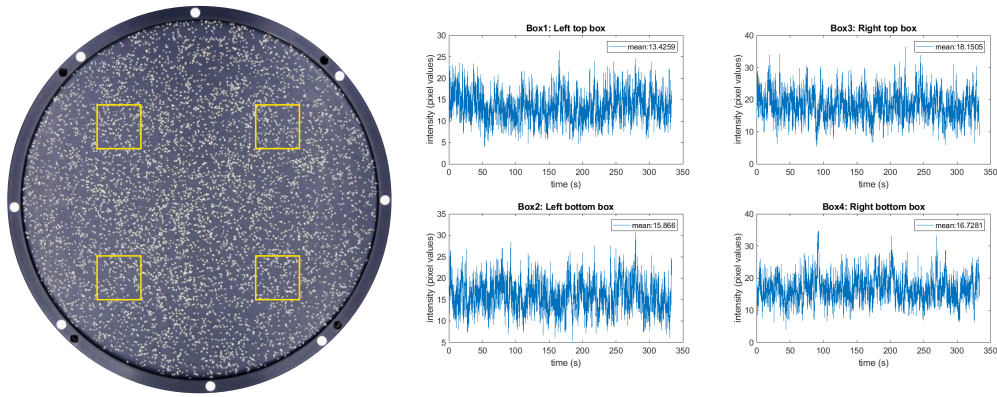 Box1: Left top box
mean:13.4259
intensity (pixel values)
30
25
20
15
10
5
0
0 50 100 150 200 250 300 350
time (s)
Box3: Right top box
mean:18.1505
intensity (pixel values)
40
30
20
10
0
0 50 100 150 200 250 300 350
time (s)
Box2: Left bottom box
mean:15.866
intensity (pixel values)
35
30
25
20
15
10
5
0 50 100 150 200 250 300 350
time (s)
Box4: Right bottom box
mean:16.7281
intensity (pixel values)
40
30
20
10
0
0 50 100 150 200 250 300 350
time (s)